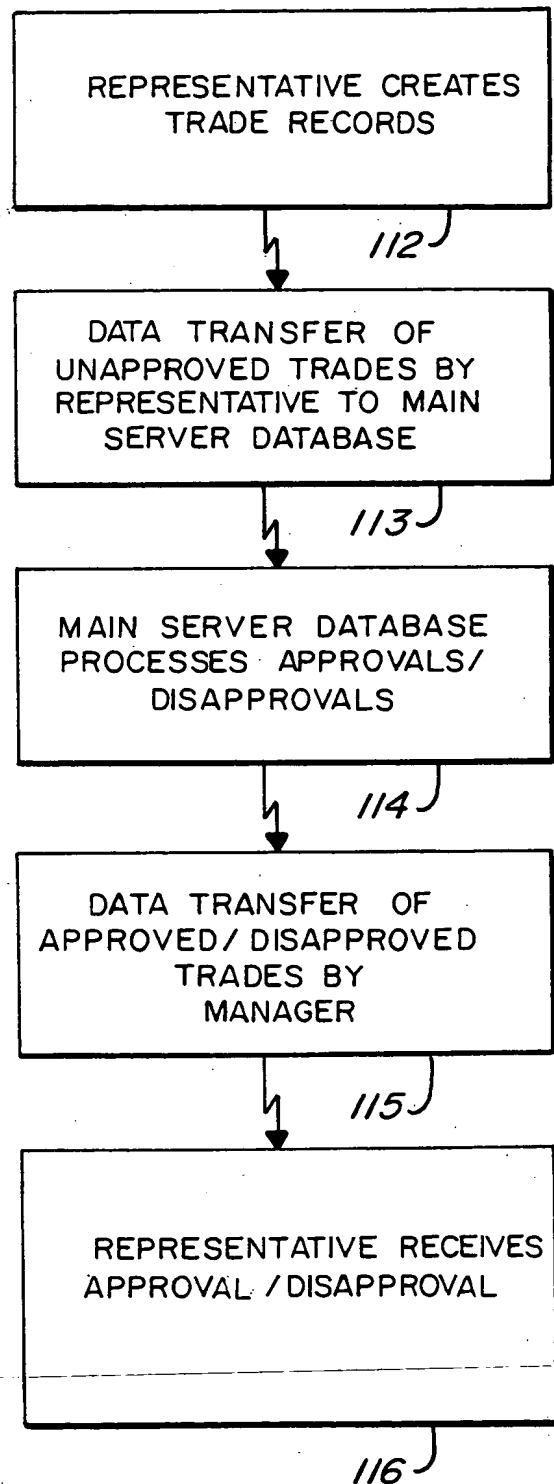 REPRESENTATIVE CREATES
TRADE RECORDS
112
DATA TRANSFER OF
UNAPPROVED TRADES BY
REPRESENTATIVE TO MAIN
SERVER DATABASE
113
MAIN SERVER DATABASE
PROCESSES APPROVALS/
DISAPPROVALS
114
DATA TRANSFER OF
APPROVED/DISAPPROVED
TRADES BY
MANAGER
115
REPRESENTATIVE RECEIVES
APPROVAL/DISAPPROVAL
116